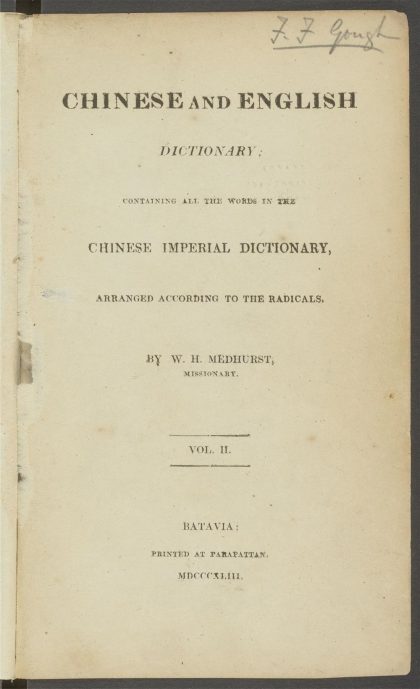 F. F. Gough
CHINESE AND ENGLISH
DICTIONARY;
CONTAINING ALL THE WORDS IN THE
CHINESE IMPERIAL DICTIONARY,
ARRANGED ACCORDING TO THE RADICALS.
BY W. H. MEDHURST,
MISSIONARY.
VOL. II.
BATAVIA:
PRINTED AT PARAPATTAN.
MDCCCXLIII.